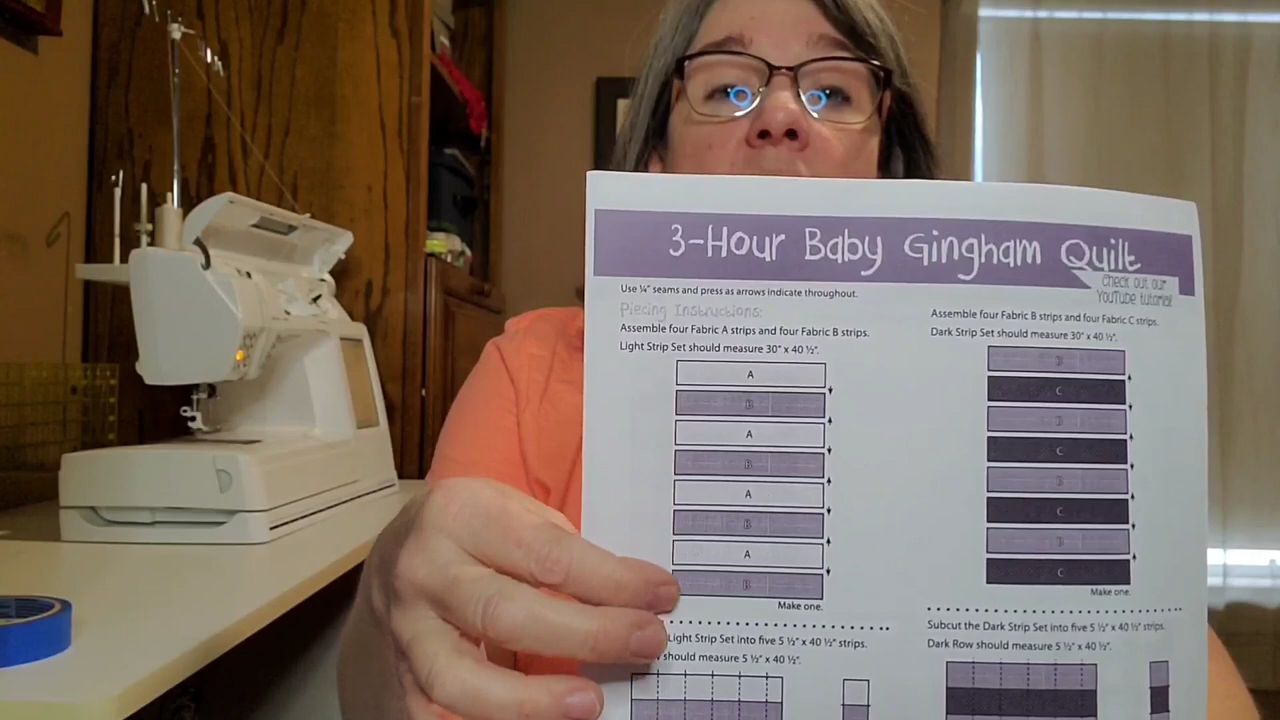 3-Hour Baby Gingham Quilt
Check out our
YouTube tutorial!
Use ¼" seams and press as arrows indicate throughout.
Piecing Instructions:
Assemble four Fabric A strips and four Fabric B strips.
Light Strip Set should measure 30" x 40 ½".
A
B
A
B
A
B
A
B
Make one.
Light Strip Set into five 5 ½" x 40 ½" strips.
should measure 5 ½" x 40 ½".
Assemble four Fabric B strips and four Fabric C strips.
Dark Strip Set should measure 30" x 40 ½".
B
C
B
C
B
C
B
C
Make one.
Subcut the Dark Strip Set into five 5 ½" x 40 ½" strips.
Dark Row should measure 5 ½" x 40 ½".